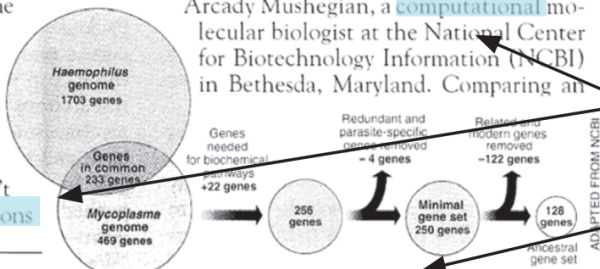 Arcady Mushegian, a computational mo-
lecular biologist at the National Center
for Biotechnology Information (NCBI)
in Bethesda, Maryland. Comparing an
Haemophilus
genome
1703 genes
Genes
in common
233 genes
Mycoplasma
genome
469 genes
Genes
needed
for biochemical
pathways
+22 genes
256
genes
Redundant and
parasite-specific
genes removed
– 4 genes
Minimal
gene set
250 genes
Related and
modern genes
removed
–122 genes
128
genes
Ancestral
gene set
ADAPTED FROM NCBI
't
ons